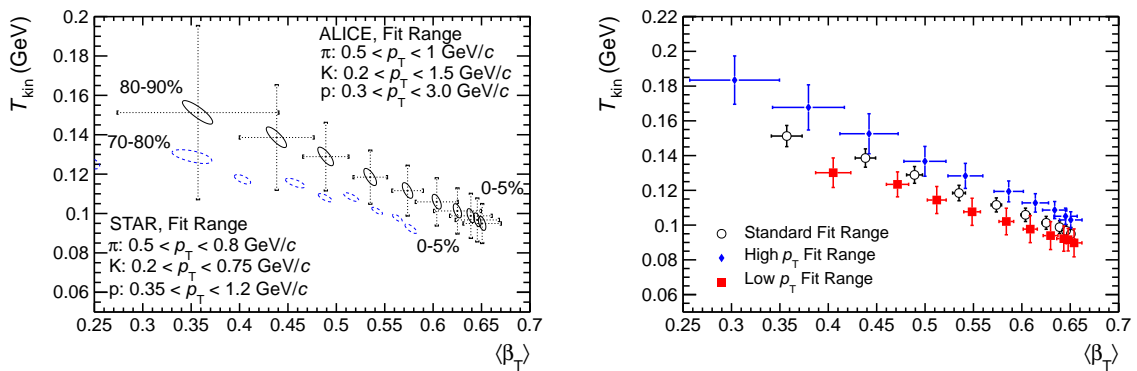 T_kin (GeV)
0.2
0.18
0.16
0.14
0.12
0.1
0.08
0.06
ALICE, Fit Range
π: 0.5 < p_T < 1 GeV/c
K: 0.2 < p_T < 1.5 GeV/c
p: 0.3 < p_T < 3.0 GeV/c
80-90%
70-80%
0-5%
0-5%
STAR, Fit Range
π: 0.5 < p_T < 0.8 GeV/c
K: 0.2 < p_T < 0.75 GeV/c
p: 0.35 < p_T < 1.2 GeV/c
0.25 0.3 0.35 0.4 0.45 0.5 0.55 0.6 0.65 0.7
⟨β_T⟩
T_kin (GeV)
0.22
0.2
0.18
0.16
0.14
0.12
0.1
0.08
0.06
Standard Fit Range
High p_T Fit Range
Low p_T Fit Range
0.25 0.3 0.35 0.4 0.45 0.5 0.55 0.6 0.65 0.7
⟨β_T⟩